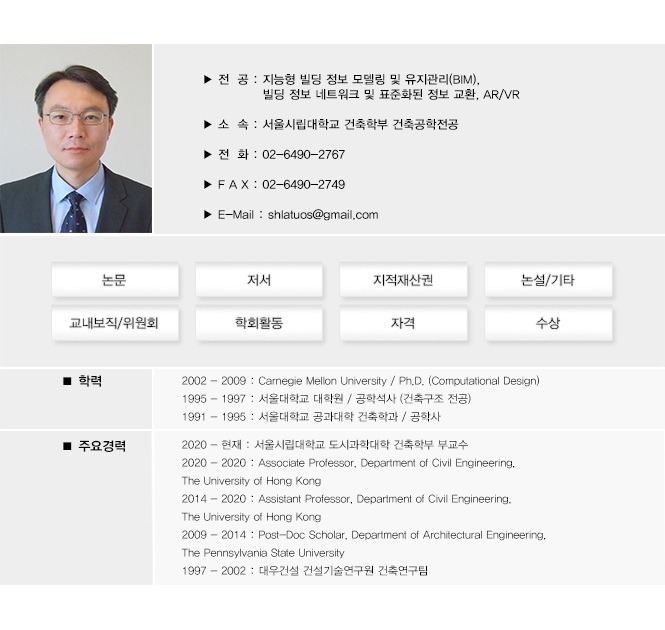 ▶ 전 공 : 지능형 빌딩 정보 모델링 및 유지관리(BIM),
빌딩 정보 네트워크 및 표준화된 정보 교환, AR/VR
▶ 소 속 : 서울시립대학교 건축학부 건축공학전공
▶ 전 화 : 02-6490-2767
▶ F A X : 02-6490-2749
▶ E-Mail : shlatuos@gmail.com
논문 저서 지적재산권 논설/기타
교내보직/위원회 학회활동 자격 수상
■ 학력
2002 - 2009 : Carnegie Mellon University / Ph.D. (Computational Design)
1995 - 1997 : 서울대학교 대학원 / 공학석사 (건축구조 전공)
1991 - 1995 : 서울대학교 공과대학 건축학과 / 공학사
■ 주요경력
2020 - 현재 : 서울시립대학교 도시과학대학 건축학부 부교수
2020 - 2020 : Associate Professor, Department of Civil Engineering,
The University of Hong Kong
2014 - 2020 : Assistant Professor, Department of Civil Engineering,
The University of Hong Kong
2009 - 2014 : Post-Doc Scholar, Department of Architectural Engineering,
The Pennsylvania State University
1997 - 2002 : 대우건설 건설기술연구원 건축연구팀